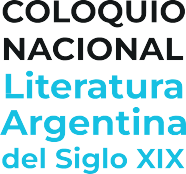 COLOQUIO
NACIONAL
Literatura
Argentina
del Siglo XIX